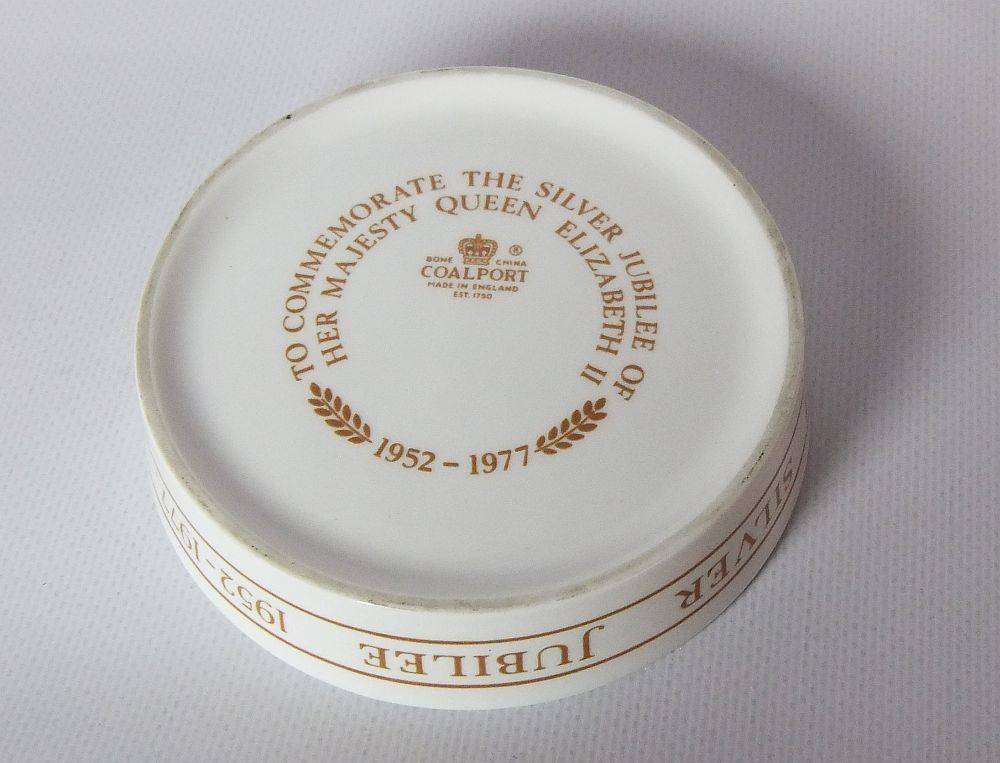 TO COMMEMORATE THE SILVER JUBILEE OF
HER MAJESTY QUEEN ELIZABETH II
BONE CHINA ®
COALPORT
MADE IN ENGLAND
EST. 1750
1952 – 1977
SILVER JUBILEE 1952-1977